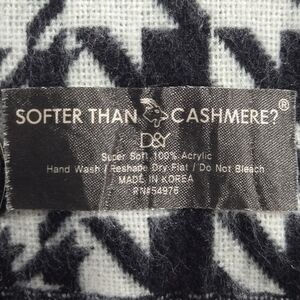 SOFTER THAN CASHMERE?®
D&Y
Super Soft 100% Acrylic
Hand Wash / Reshape Dry Flat / Do Not Bleach
MADE IN KOREA
RN#54976